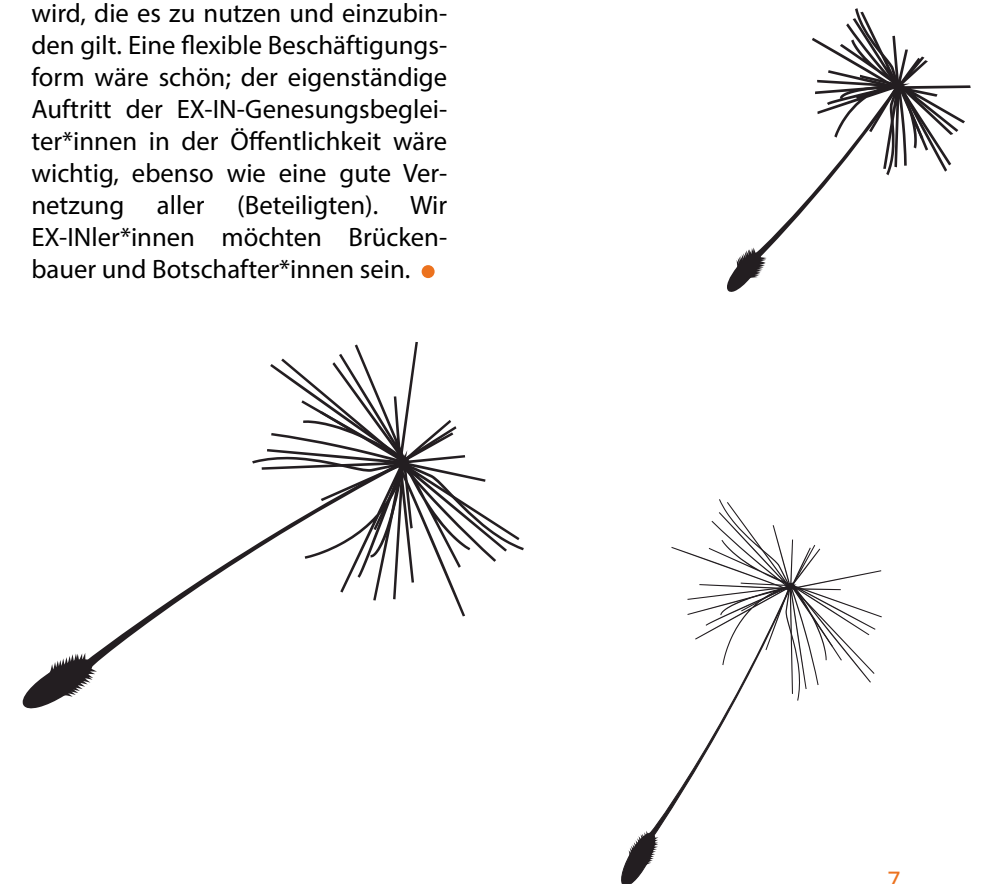 wird, die es zu nutzen und einzubin-
den gilt. Eine flexible Beschäftigungs-
form wäre schön; der eigenständige
Auftritt der EX-IN-Genesungsbeglei-
ter*innen in der Öffentlichkeit wäre
wichtig, ebenso wie eine gute Ver-
netzung aller (Beteiligten). Wir
EX-INler*innen möchten Brücken-
bauer und Botschafter*innen sein. ●
7